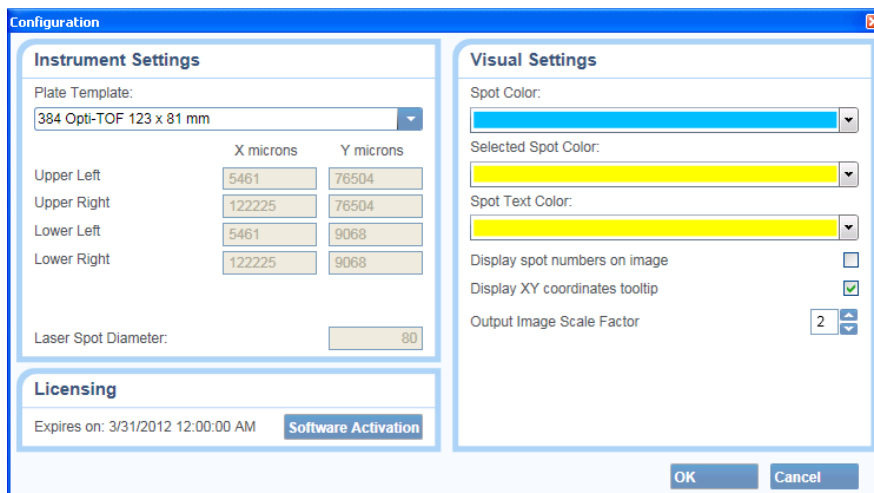 Configuration
Instrument Settings
Plate Template:
384 Opti-TOF 123 x 81 mm
X microns Y microns
Upper Left 5461 76504
Upper Right 122225 76504
Lower Left 5461 9068
Lower Right 122225 9068
Laser Spot Diameter: 80
Licensing
Expires on: 3/31/2012 12:00:00 AM Software Activation
Visual Settings
Spot Color:
Selected Spot Color:
Spot Text Color:
Display spot numbers on image
Display XY coordinates tooltip
Output Image Scale Factor 2
OK Cancel